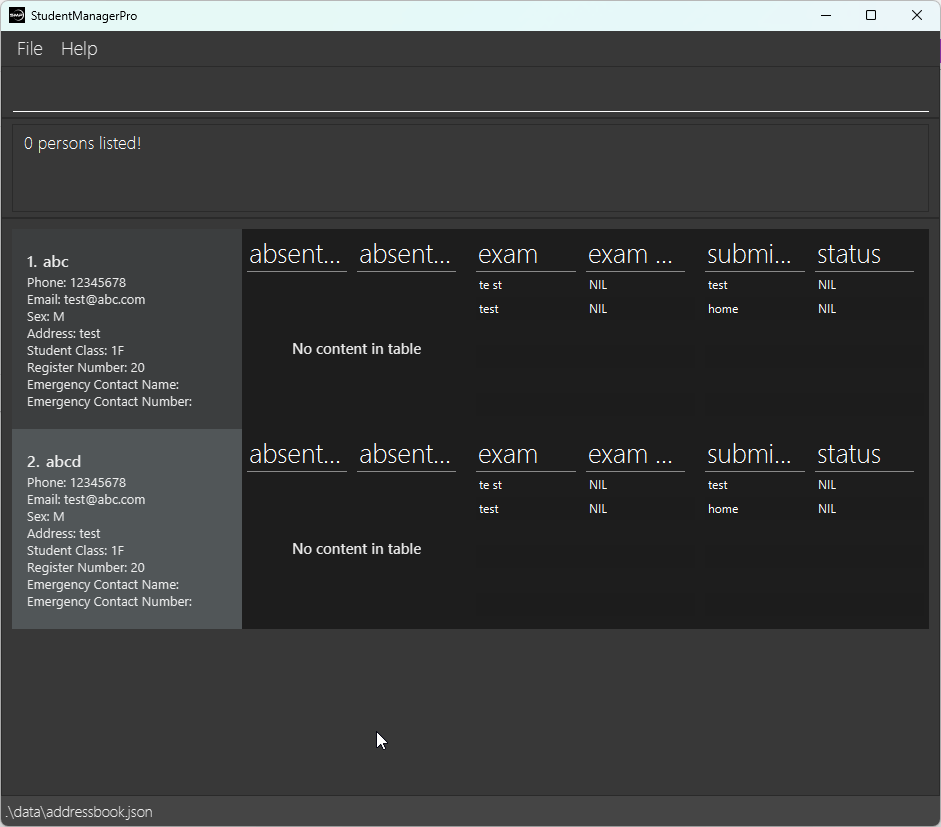 StudentManagerPro
File Help
0 persons listed!
1. abc
Phone: 12345678
Email: test@abc.com
Sex: M
Address: test
Student Class: 1F
Register Number: 20
Emergency Contact Name:
Emergency Contact Number:
absent... absent... exam exam ... submi... status
te st NIL test NIL
test NIL home NIL
No content in table
2. abcd
Phone: 12345678
Email: test@abc.com
Sex: M
Address: test
Student Class: 1F
Register Number: 20
Emergency Contact Name:
Emergency Contact Number:
absent... absent... exam exam ... submi... status
te st NIL test NIL
test NIL home NIL
No content in table
.\data\addressbook.json